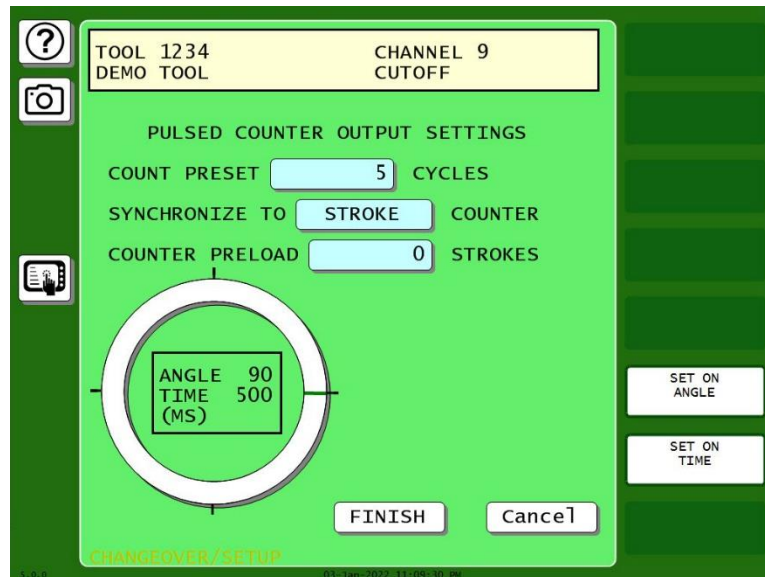 ?
TOOL 1234 CHANNEL 9
DEMO TOOL CUTOFF
PULSED COUNTER OUTPUT SETTINGS
COUNT PRESET 5 CYCLES
SYNCHRONIZE TO STROKE COUNTER
COUNTER PRELOAD 0 STROKES
ANGLE 90
TIME 500
(MS)
SET ON
ANGLE
SET ON
TIME
FINISH Cancel
CHANGEOVER/SETUP
5.0.0 03-Jan-2022 11:09:30 PM